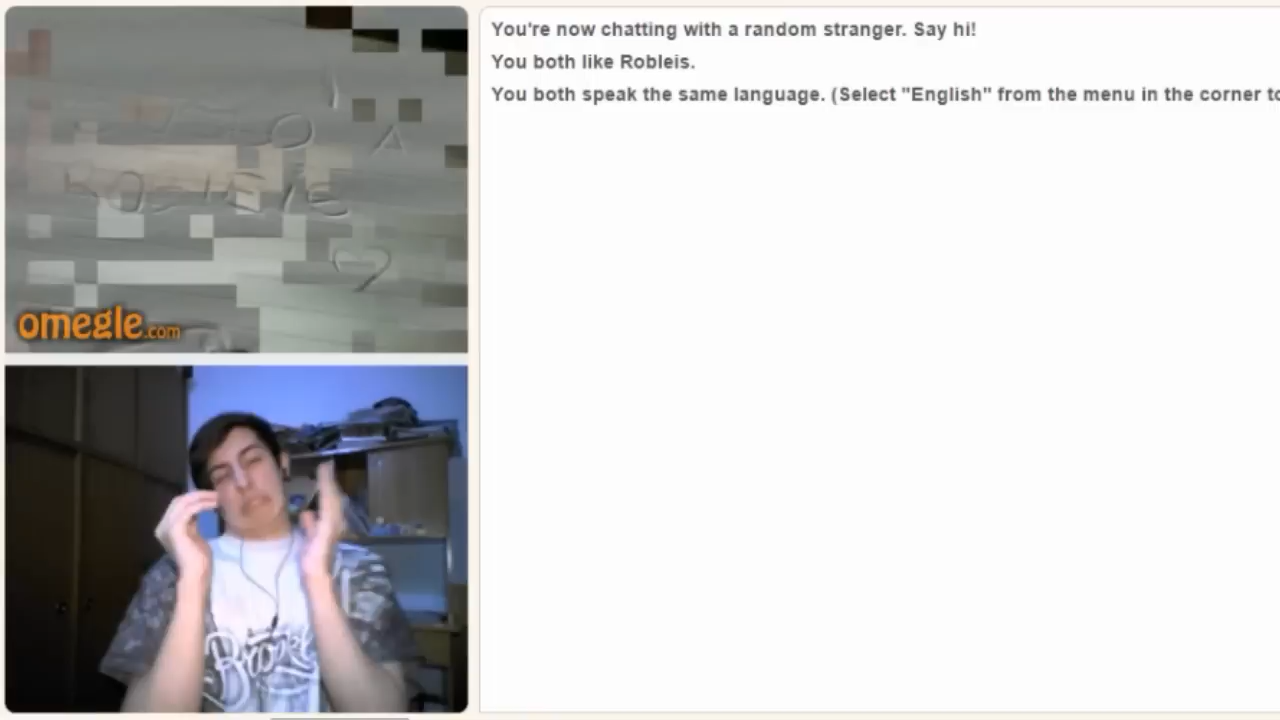 You're now chatting with a random stranger. Say hi!
You both like Robleis.
You both speak the same language. (Select "English" from the menu in the corner to
A
♡
omegle.com